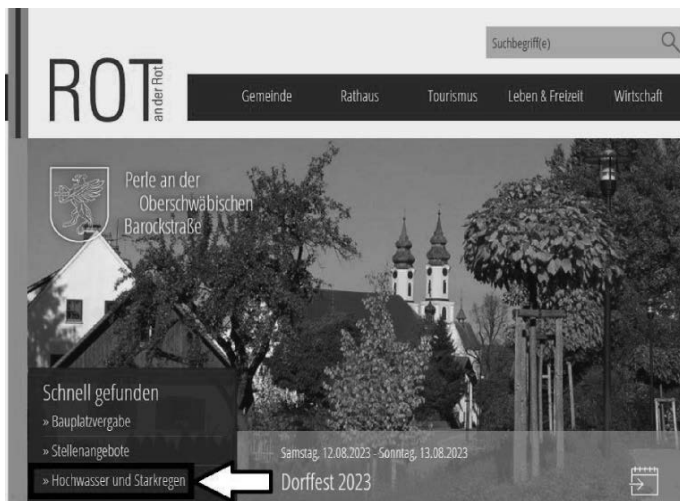 Suchbegriff(e)
ROT
an der Rot
Gemeinde Rathaus Tourismus Leben & Freizeit Wirtschaft
Perle an der
Oberschwäbischen
Barockstraße
Schnell gefunden
» Bauplatzvergabe
» Stellenangebote
» Hochwasser und Starkregen
Samstag, 12.08.2023 - Sonntag, 13.08.2023
Dorffest 2023